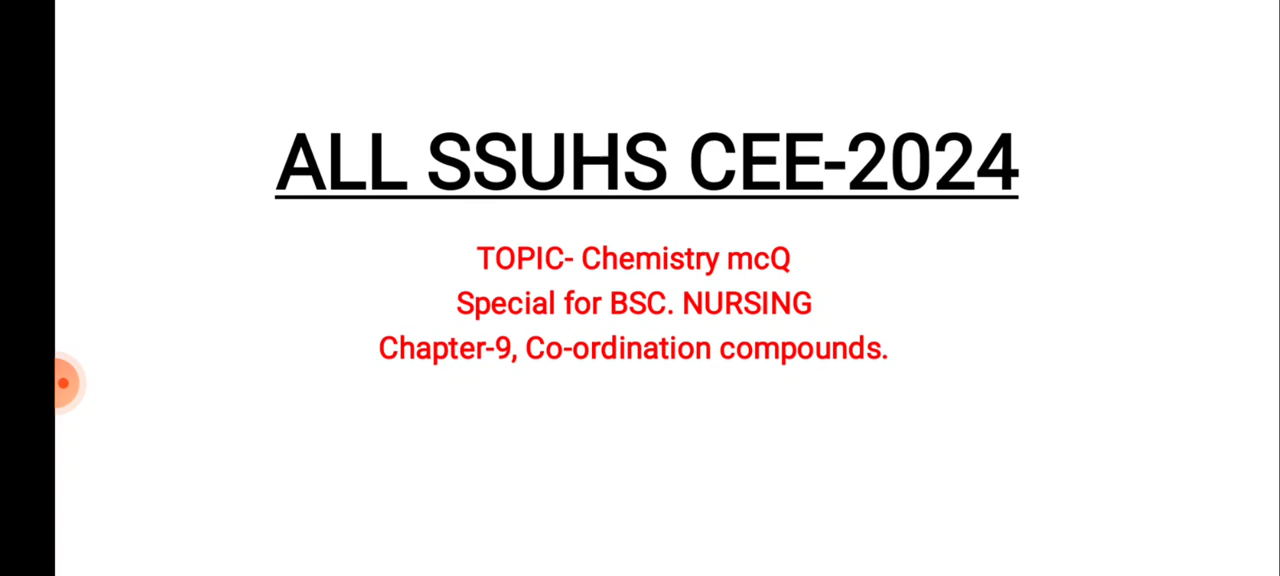 ALL SSUHS CEE-2024
TOPIC- Chemistry mcQ
Special for BSC. NURSING
Chapter-9, Co-ordination compounds.